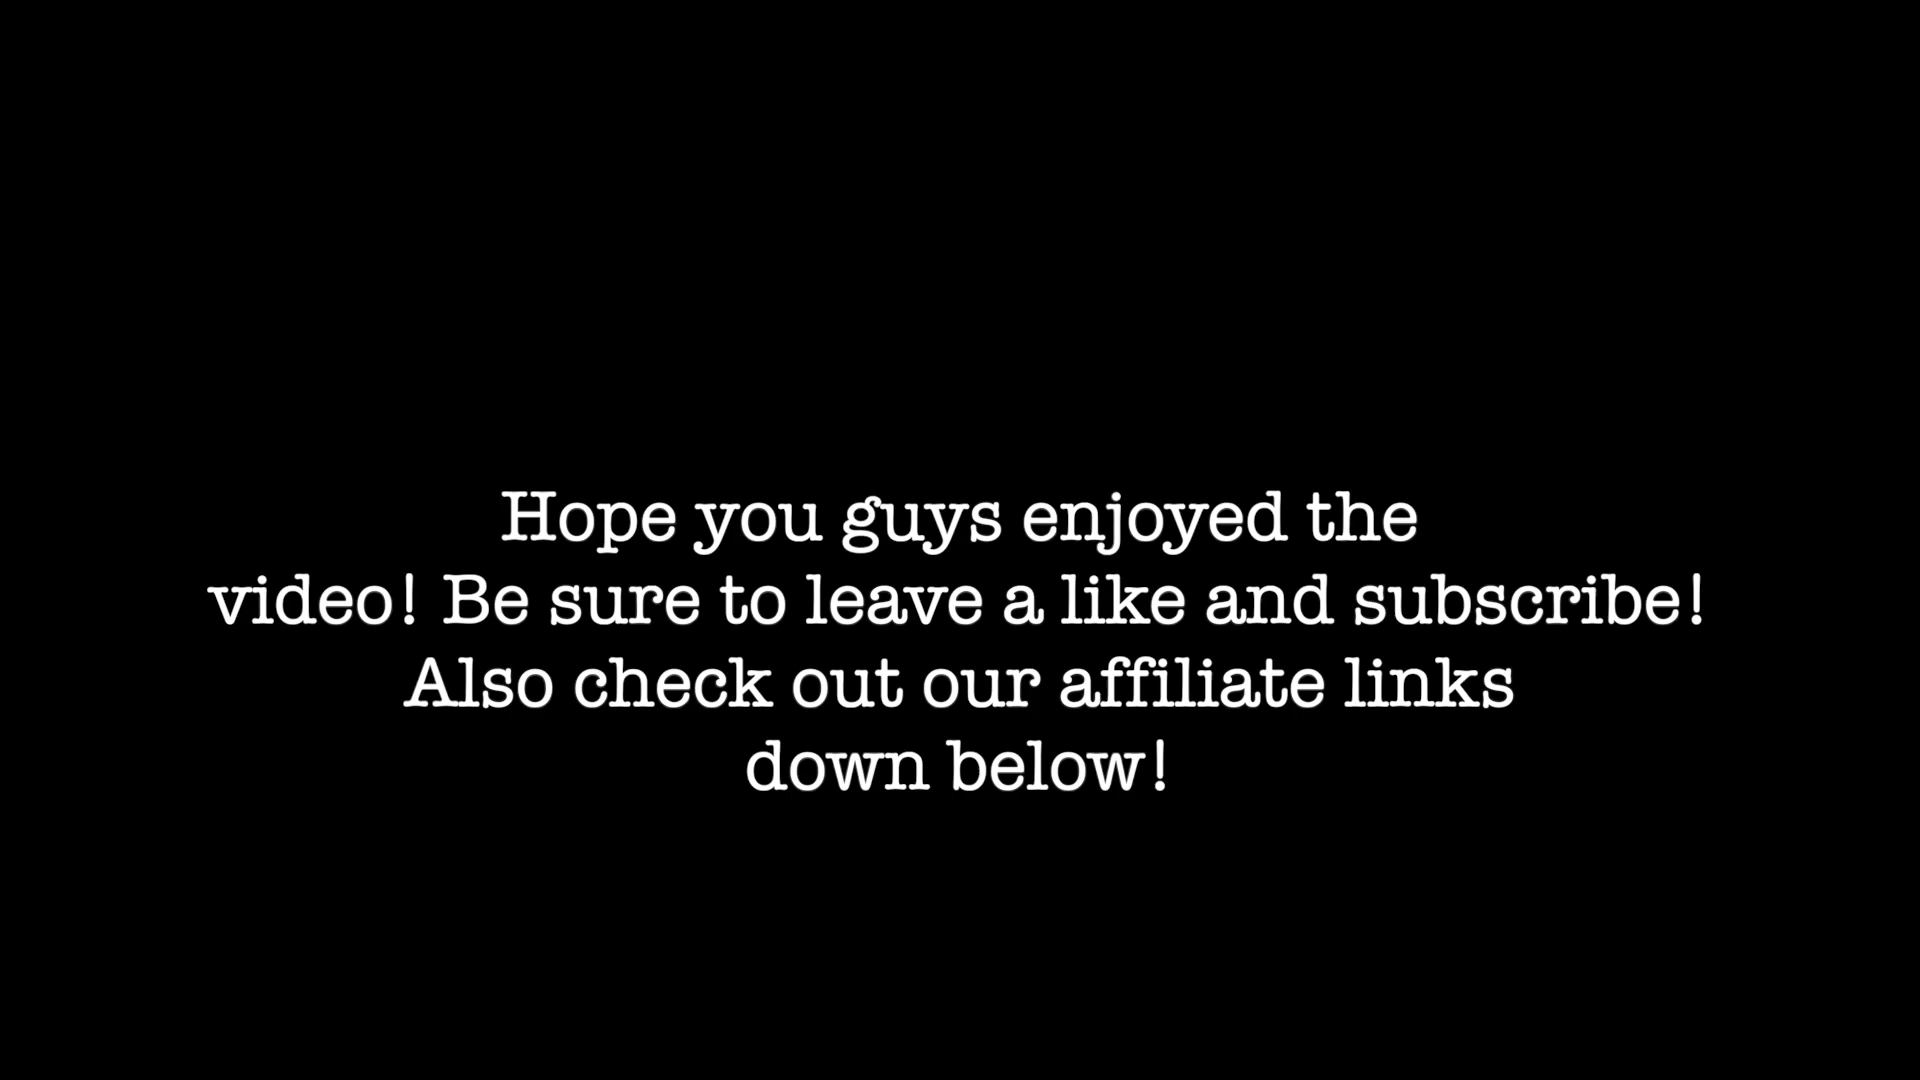 Hope you guys enjoyed the
video! Be sure to leave a like and subscribe!
Also check out our affiliate links
down below!